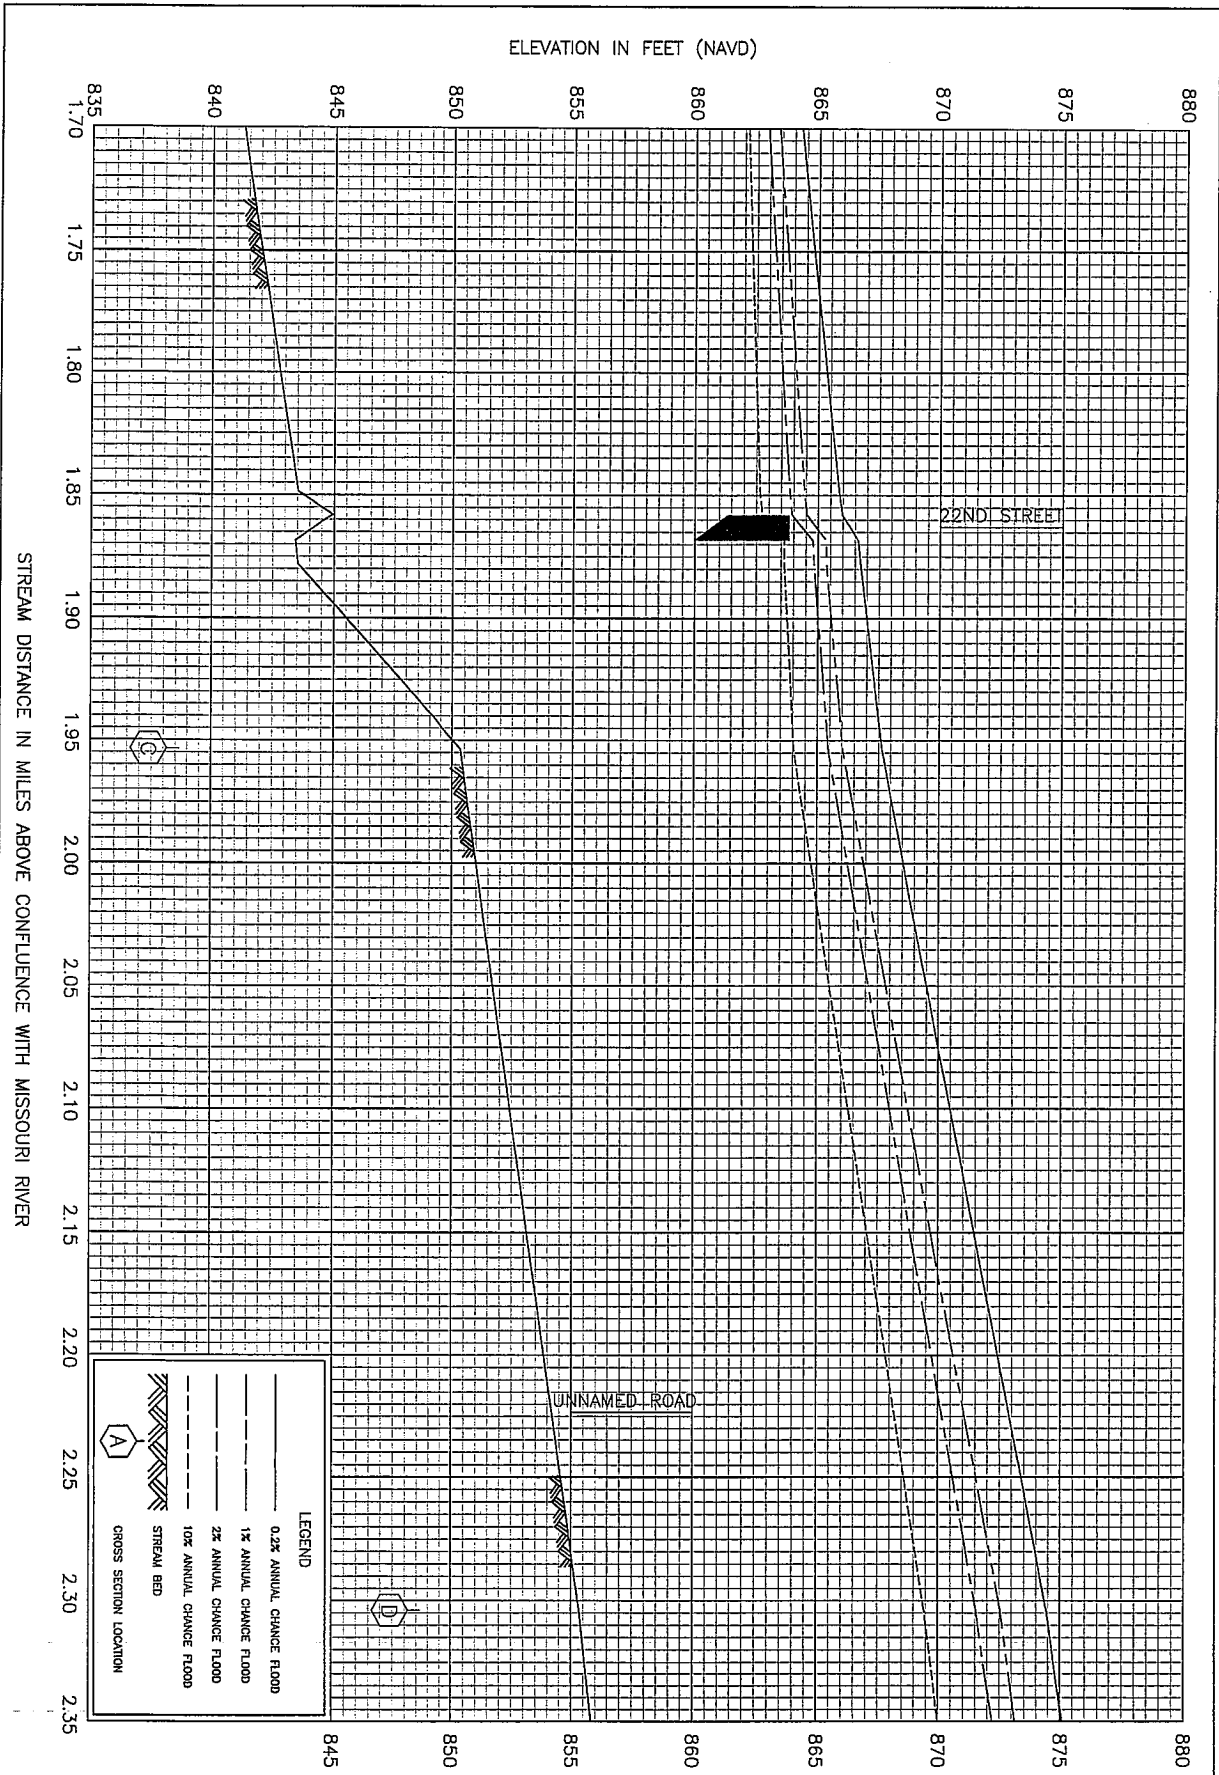 ELEVATION IN FEET (NAVD)
880
875
870
865
860
855
850
845
840
835
880
875
870
865
860
855
850
845
22ND STREET
UNNAMED ROAD
C
D
1.70
1.75
1.80
1.85
1.90
1.95
2.00
2.05
2.10
2.15
2.20
2.25
2.30
2.35
STREAM DISTANCE IN MILES ABOVE CONFLUENCE WITH MISSOURI RIVER
LEGEND
0.2% ANNUAL CHANCE FLOOD
1% ANNUAL CHANCE FLOOD
2% ANNUAL CHANCE FLOOD
10% ANNUAL CHANCE FLOOD
STREAM BED
A
CROSS SECTION LOCATION